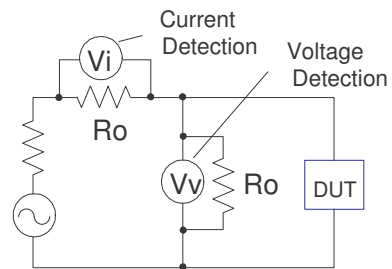 Current
Detection
Vi
Voltage
Detection
Ro
Vv
Ro
DUT